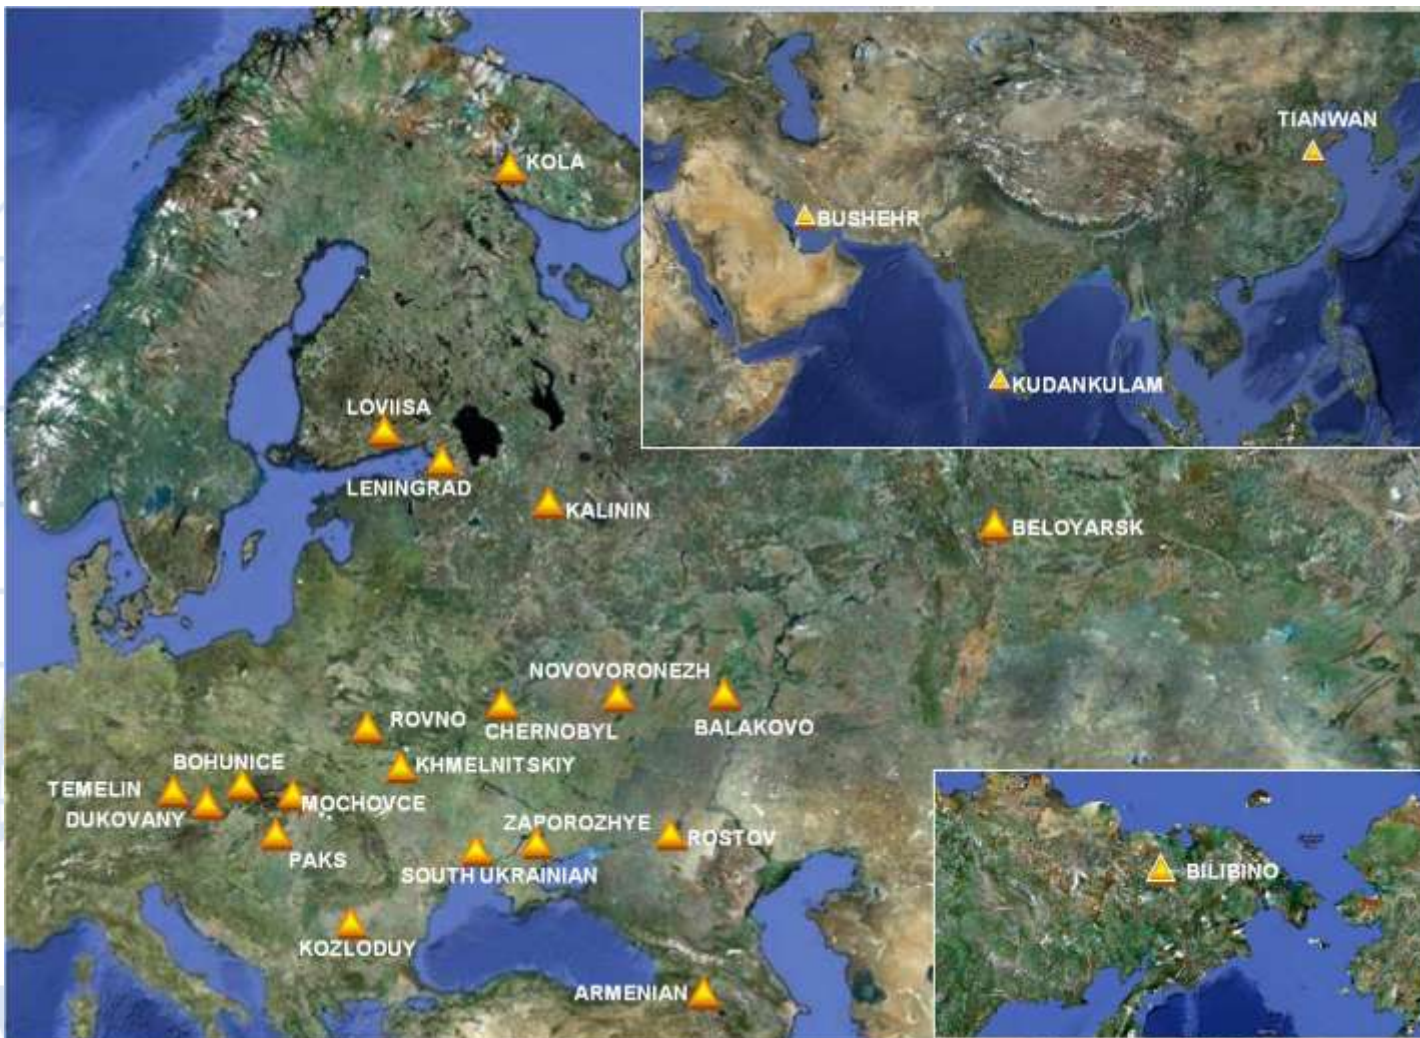 TIANWAN
KOLA
BUSHEHR
KUDANKULAM
LOVIISA
LENINGRAD
KALININ
BELOYARSK
NOVOVORONEZH
ROVNO
CHERNOBYL
BALAKOVO
BOHUNICE
KHMELNITSKIY
TEMELIN
MOCHOVCE
DUKOVANY
ZAPOROZHYE
ROSTOV
PAKS
SOUTH UKRAINIAN
BILIBINO
KOZLODUY
ARMENIAN